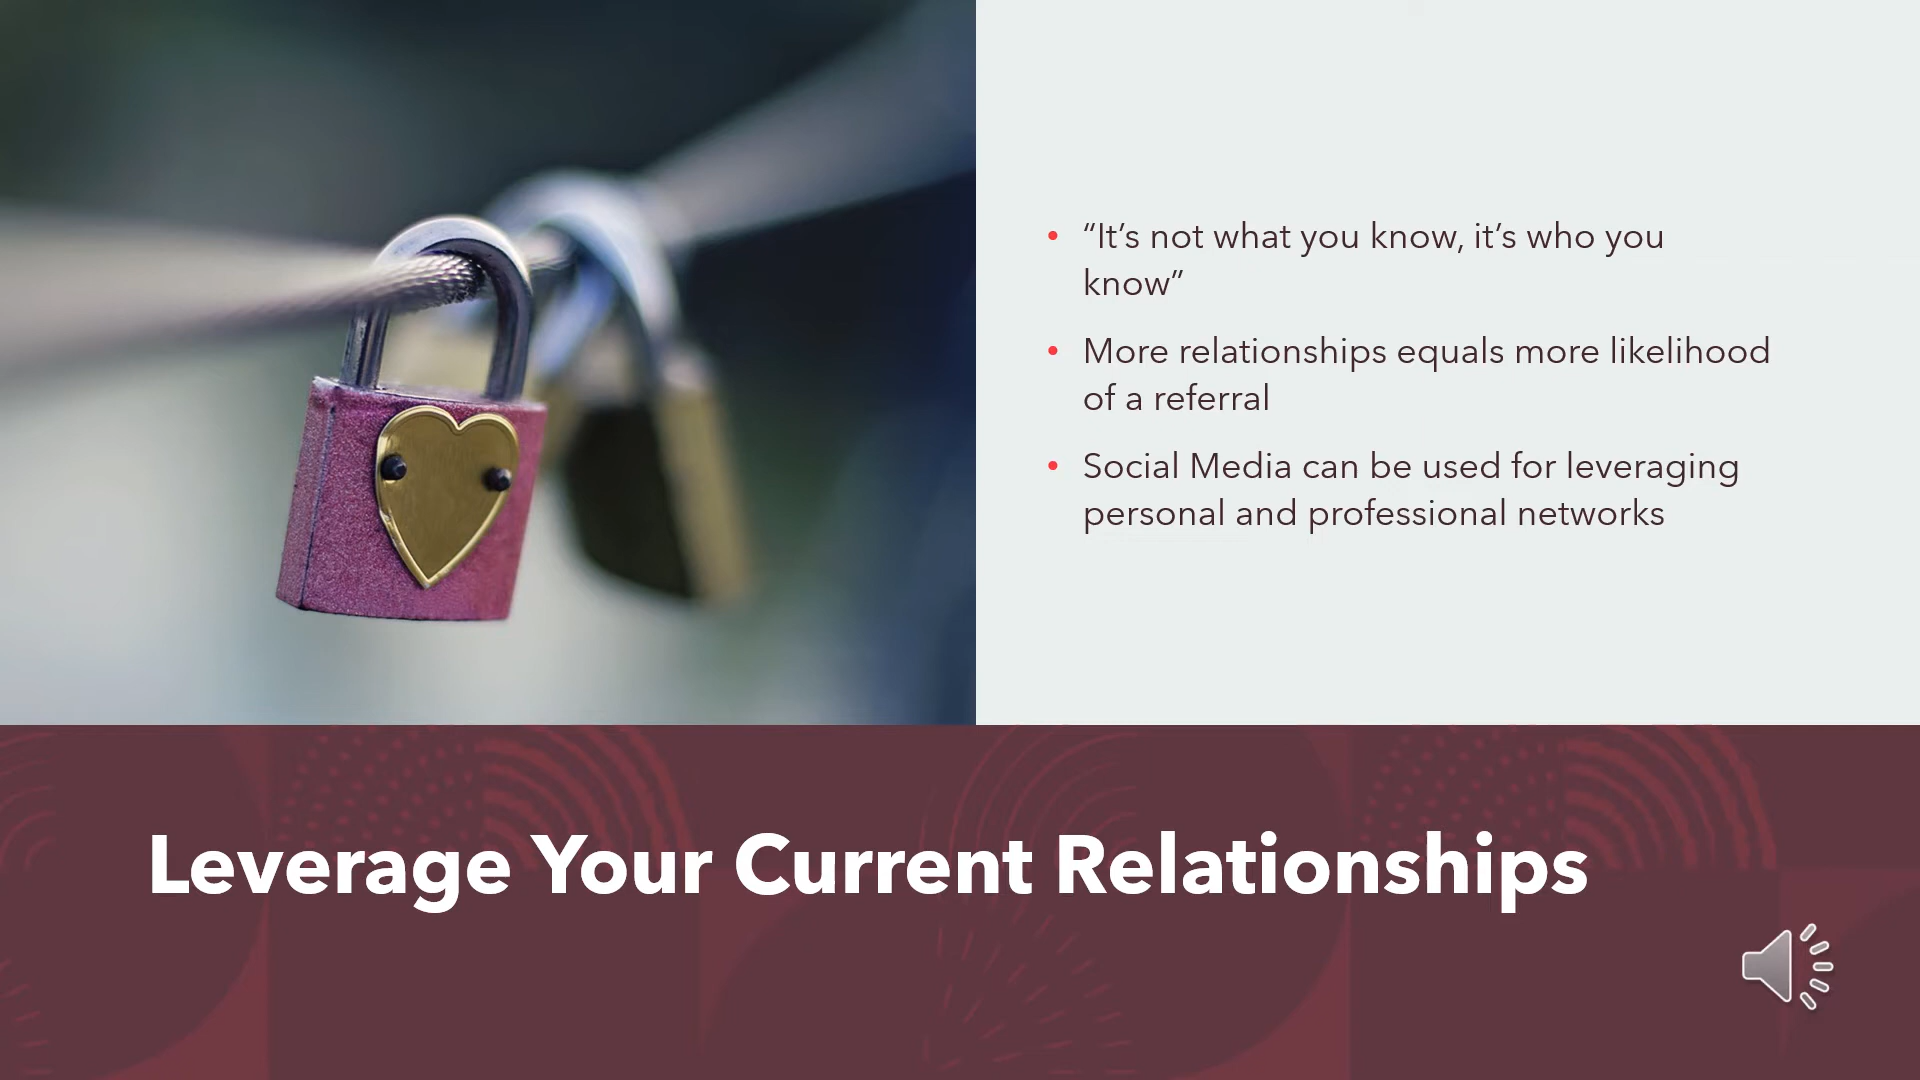 “It’s not what you know, it’s who you
know”
More relationships equals more likelihood
of a referral
Social Media can be used for leveraging
personal and professional networks
Leverage Your Current Relationships